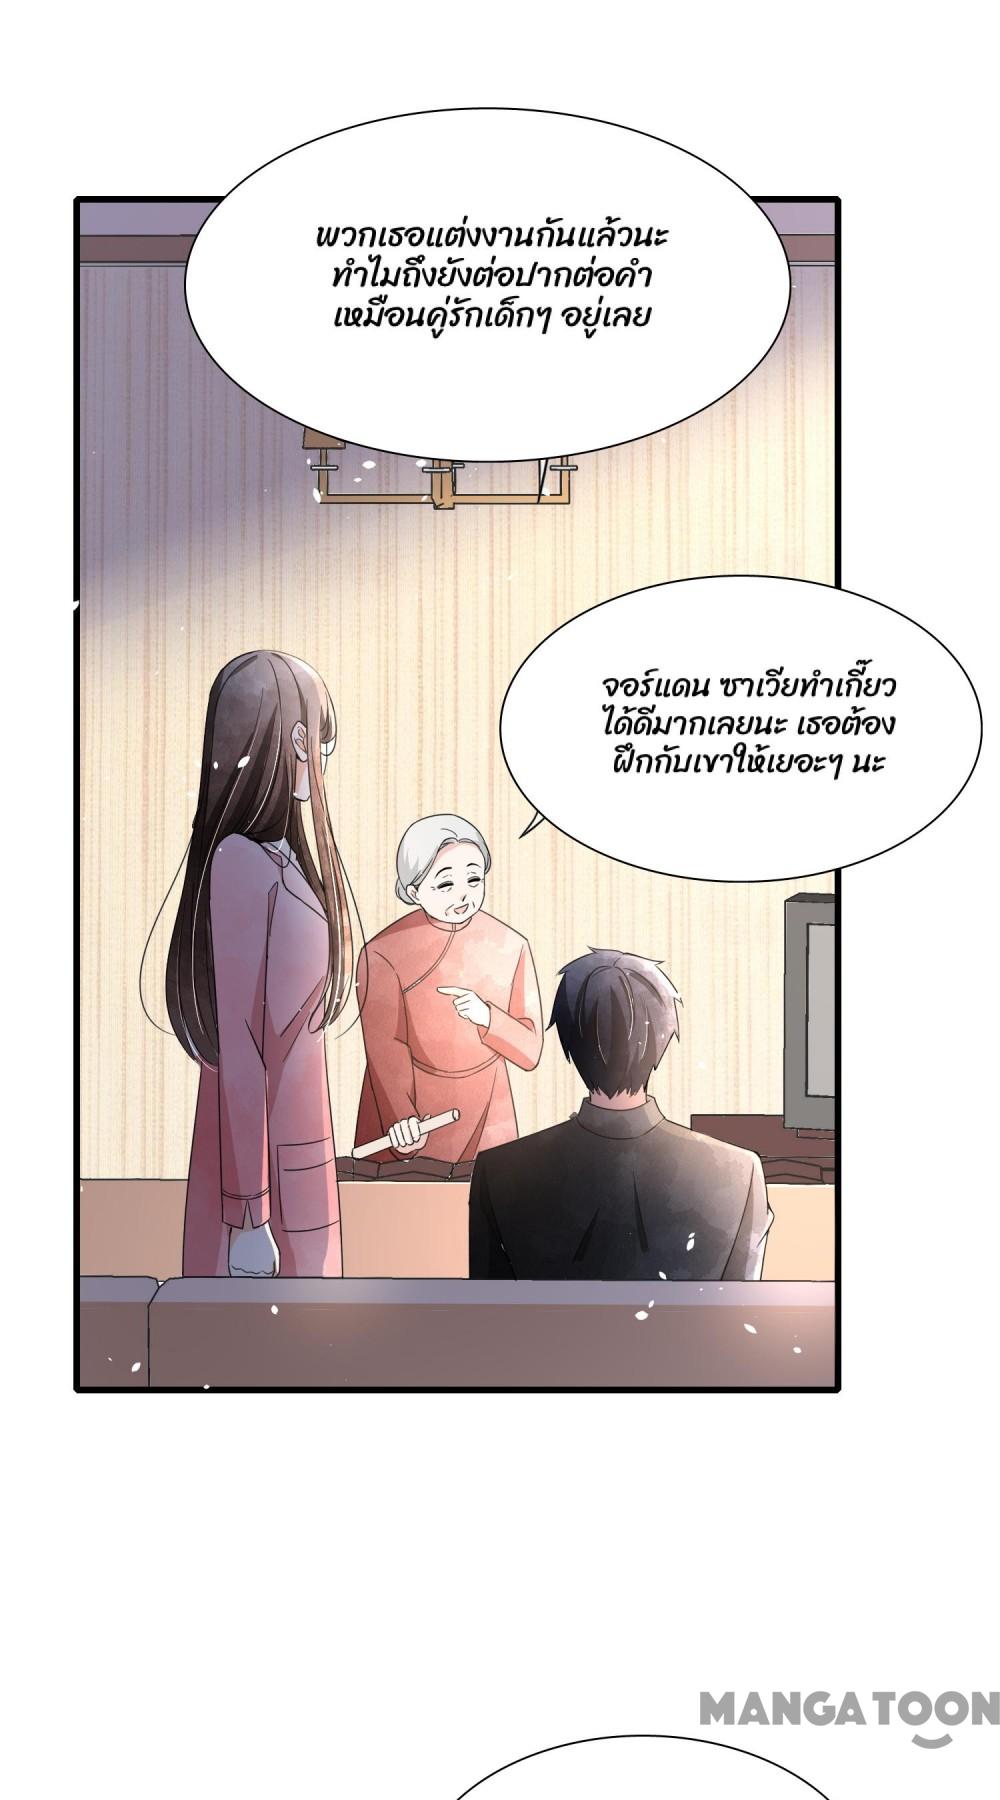 พวกเธอแต่งงานกันแล้วนะ
ทำไมถึงยังต่อปากต่อคำ
เหมือนคู่รักเด็กๆ อยู่เลย
จอร์แดน ซาเวียทำเกี๊ยว
ได้ดีมากเลยนะ เธอต้อง
ฝึกกับเขาให้เยอะๆ นะ
MANGATOON